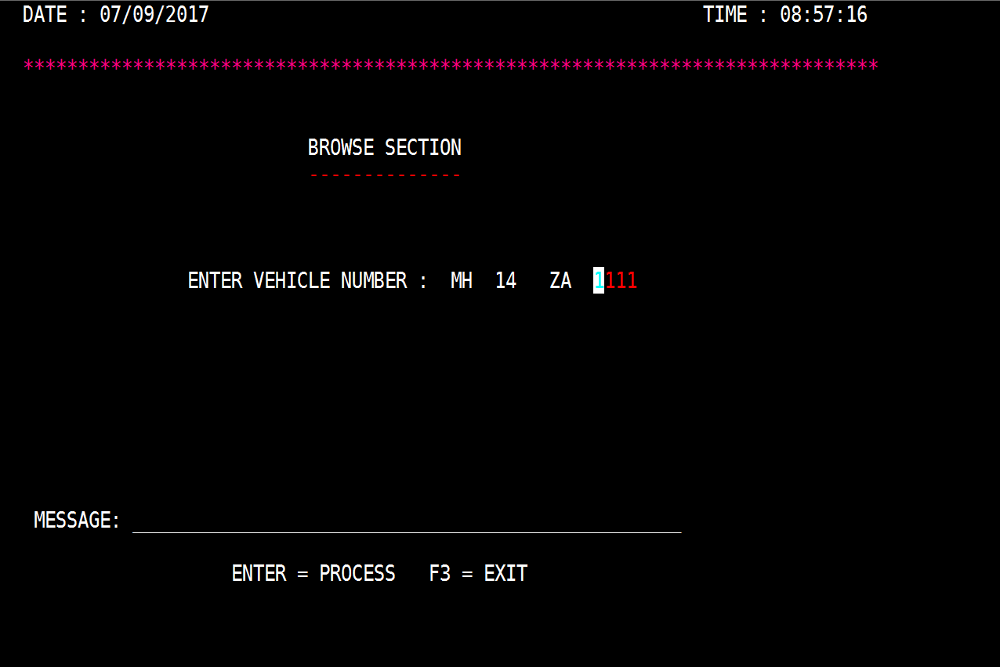 DATE : 07/09/2017 TIME : 08:57:16
******************************************************************************
BROWSE SECTION
--------------
ENTER VEHICLE NUMBER : MH 14 ZA 1111
MESSAGE: __________________________________________________
ENTER = PROCESS F3 = EXIT